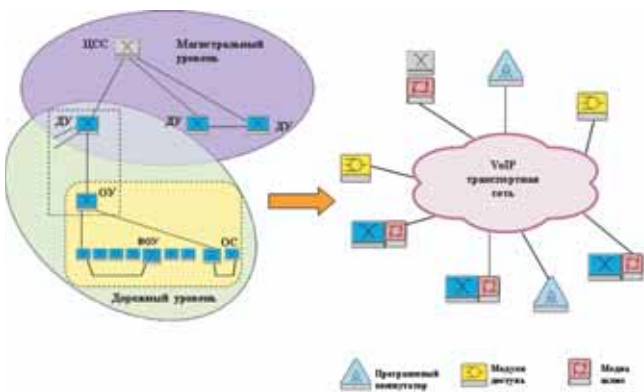 ЦСС
Магистральный
уровень
ДУ
ДУ
ДУ
ОУ
ВОУ
ОС
Дорожный уровень
VoIP
транспортная
сеть
Программный
коммутатор
Модули
доступа
Медиа
шлюз